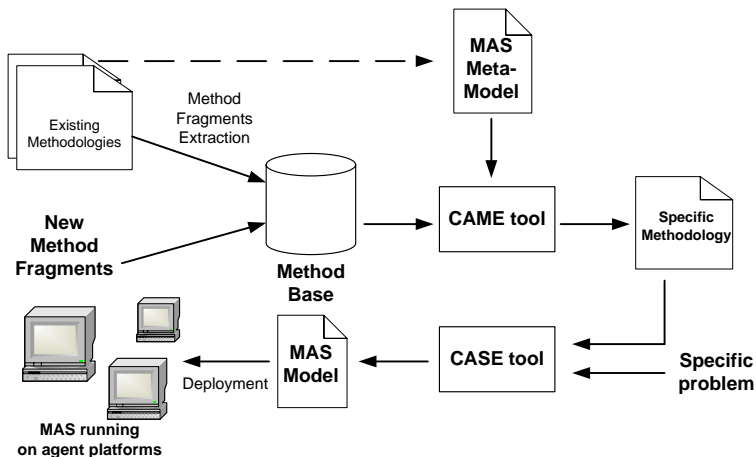 MAS
Meta-
Model
Existing
Methodologies
Method
Fragments
Extraction
New
Method
Fragments
Method
Base
CAME tool
Specific
Methodology
MAS
Model
CASE tool
Specific
problem
Deployment
MAS running
on agent platforms